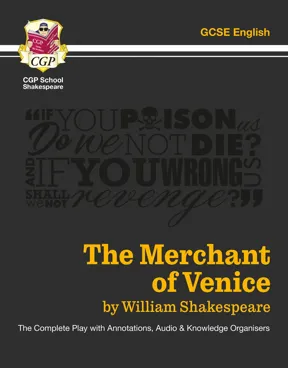 GCSE English
CGP
CGP School
Shakespeare
IF YOU POISON us
Do we NOT DIE?
AND IF YOU WRONG US
SHALL we NOT revenge?
The Merchant
of Venice
by William Shakespeare
The Complete Play with Annotations, Audio & Knowledge Organisers